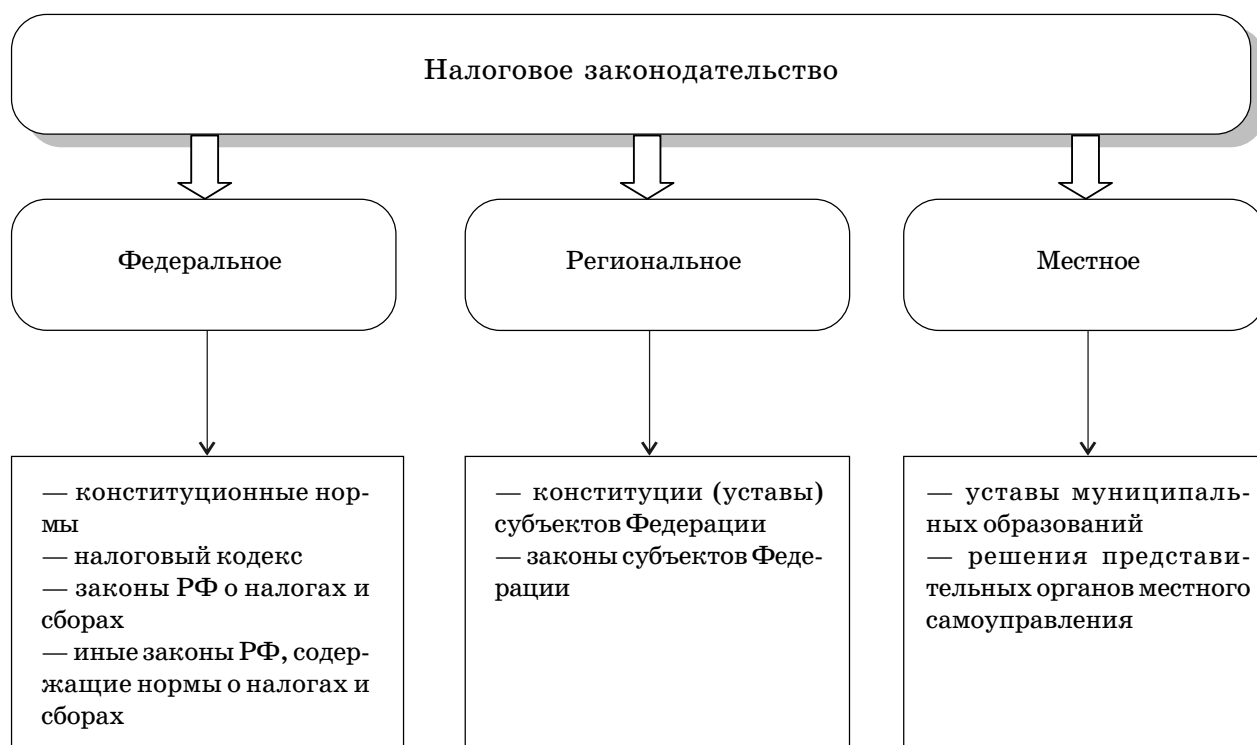 Налоговое законодательство
Федеральное
Региональное
Местное
— конституционные нор-
мы
— налоговый кодекс
— законы РФ о налогах и
сборах
— иные законы РФ, содер-
жащие нормы о налогах и
сборах
— конституции (уставы)
субъектов Федерации
— законы субъектов Феде-
рации
— уставы муниципаль-
ных образований
— решения представи-
тельных органов местного
самоуправления